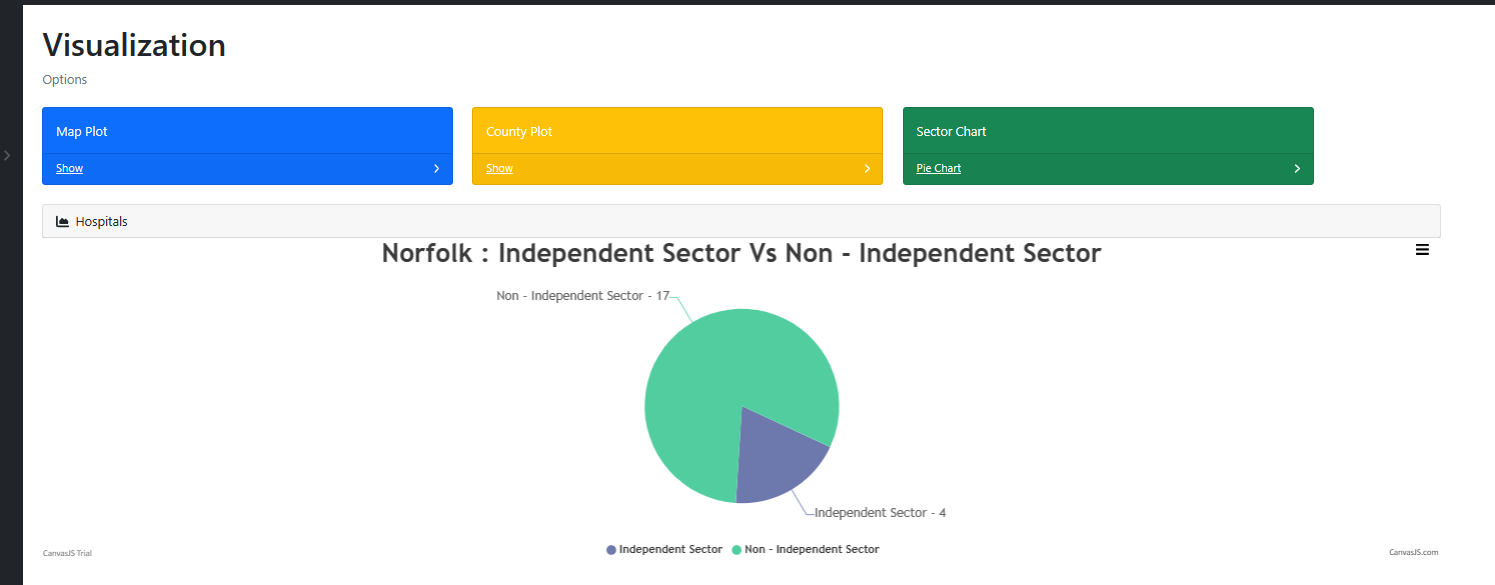 Visualization
Options
Map Plot
Show
County Plot
Show
Sector Chart
Pie Chart
Hospitals
Norfolk : Independent Sector Vs Non - Independent Sector
Non - Independent Sector - 17
Independent Sector - 4
Independent Sector Non - Independent Sector
CanvasJS Trial
CanvasJS.com